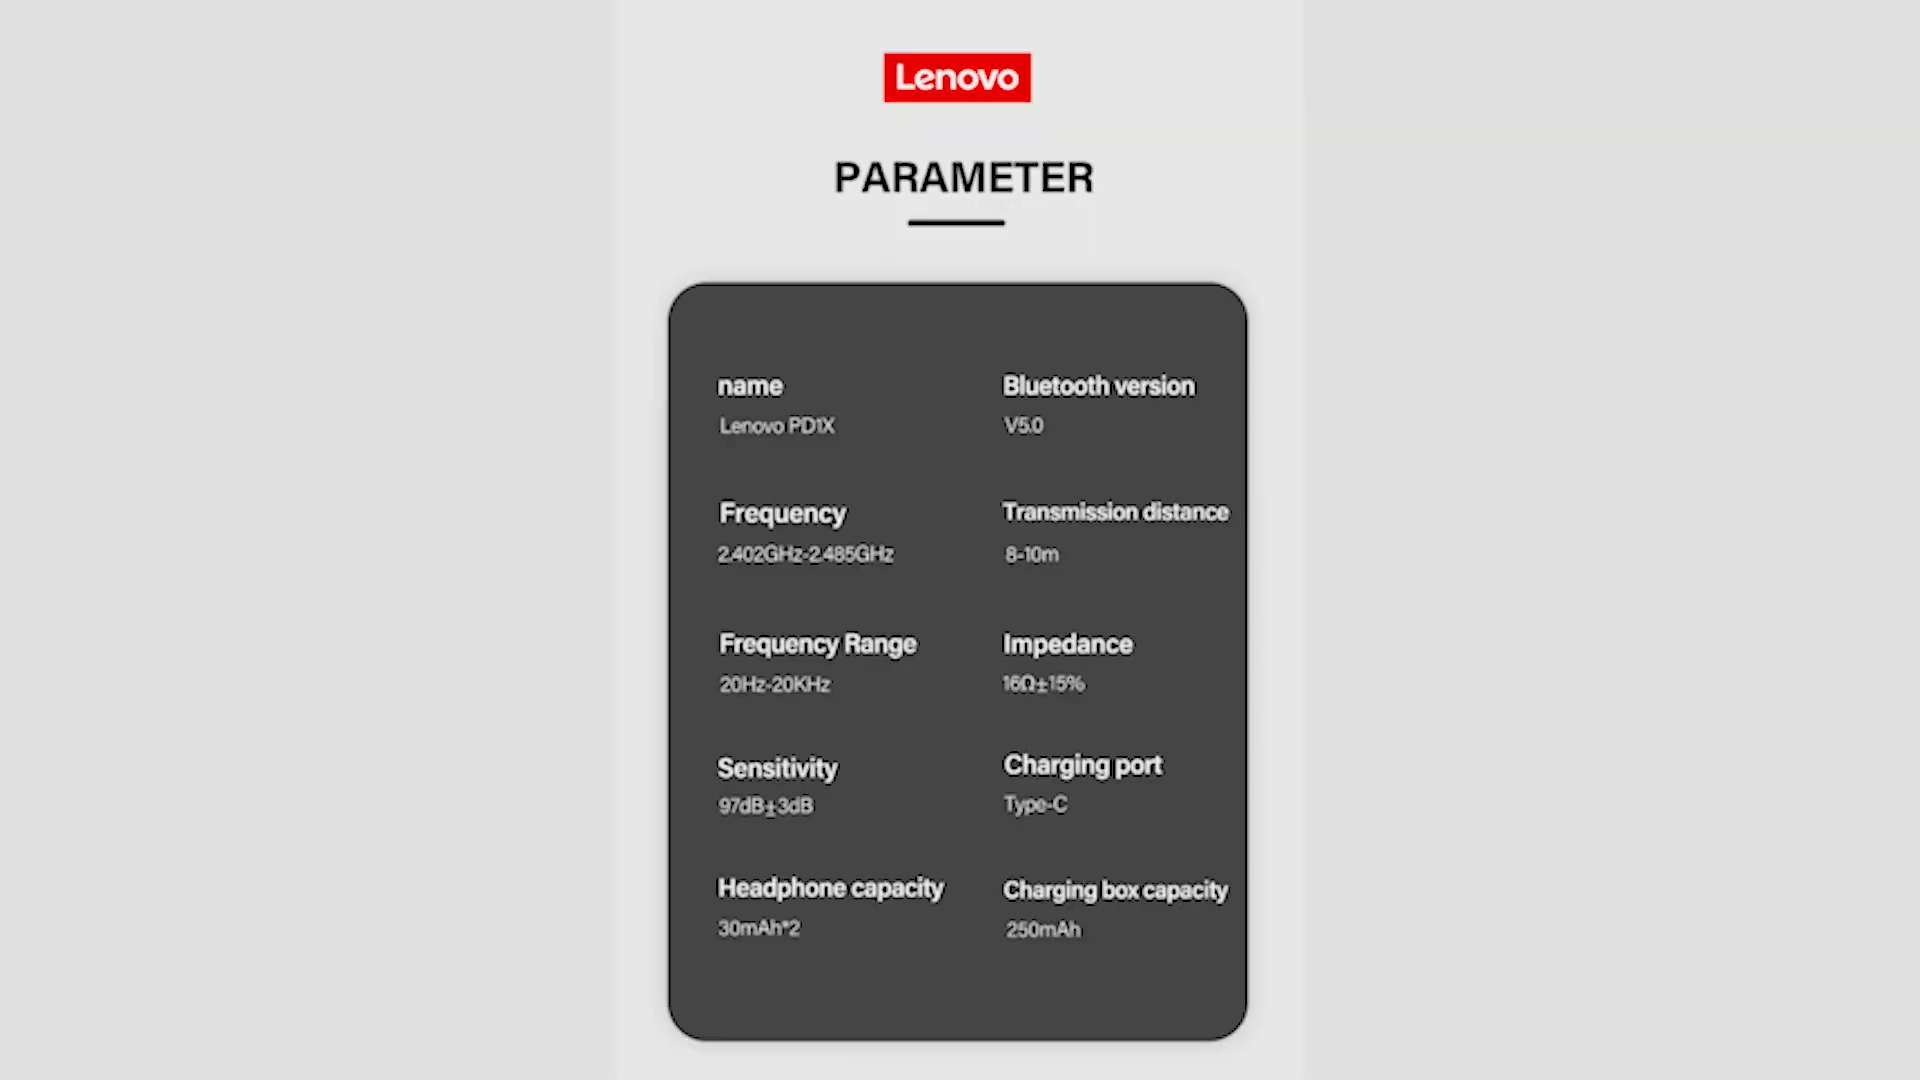 Lenovo
PARAMETER
name
Lenovo PD1X
Bluetooth version
V5.0
Frequency
2.402GHz-2.485GHz
Transmission distance
8-10m
Frequency Range
20Hz-20KHz
Impedance
16Ω±15%
Sensitivity
97dB±3dB
Charging port
Type-C
Headphone capacity
30mAh*2
Charging box capacity
250mAh